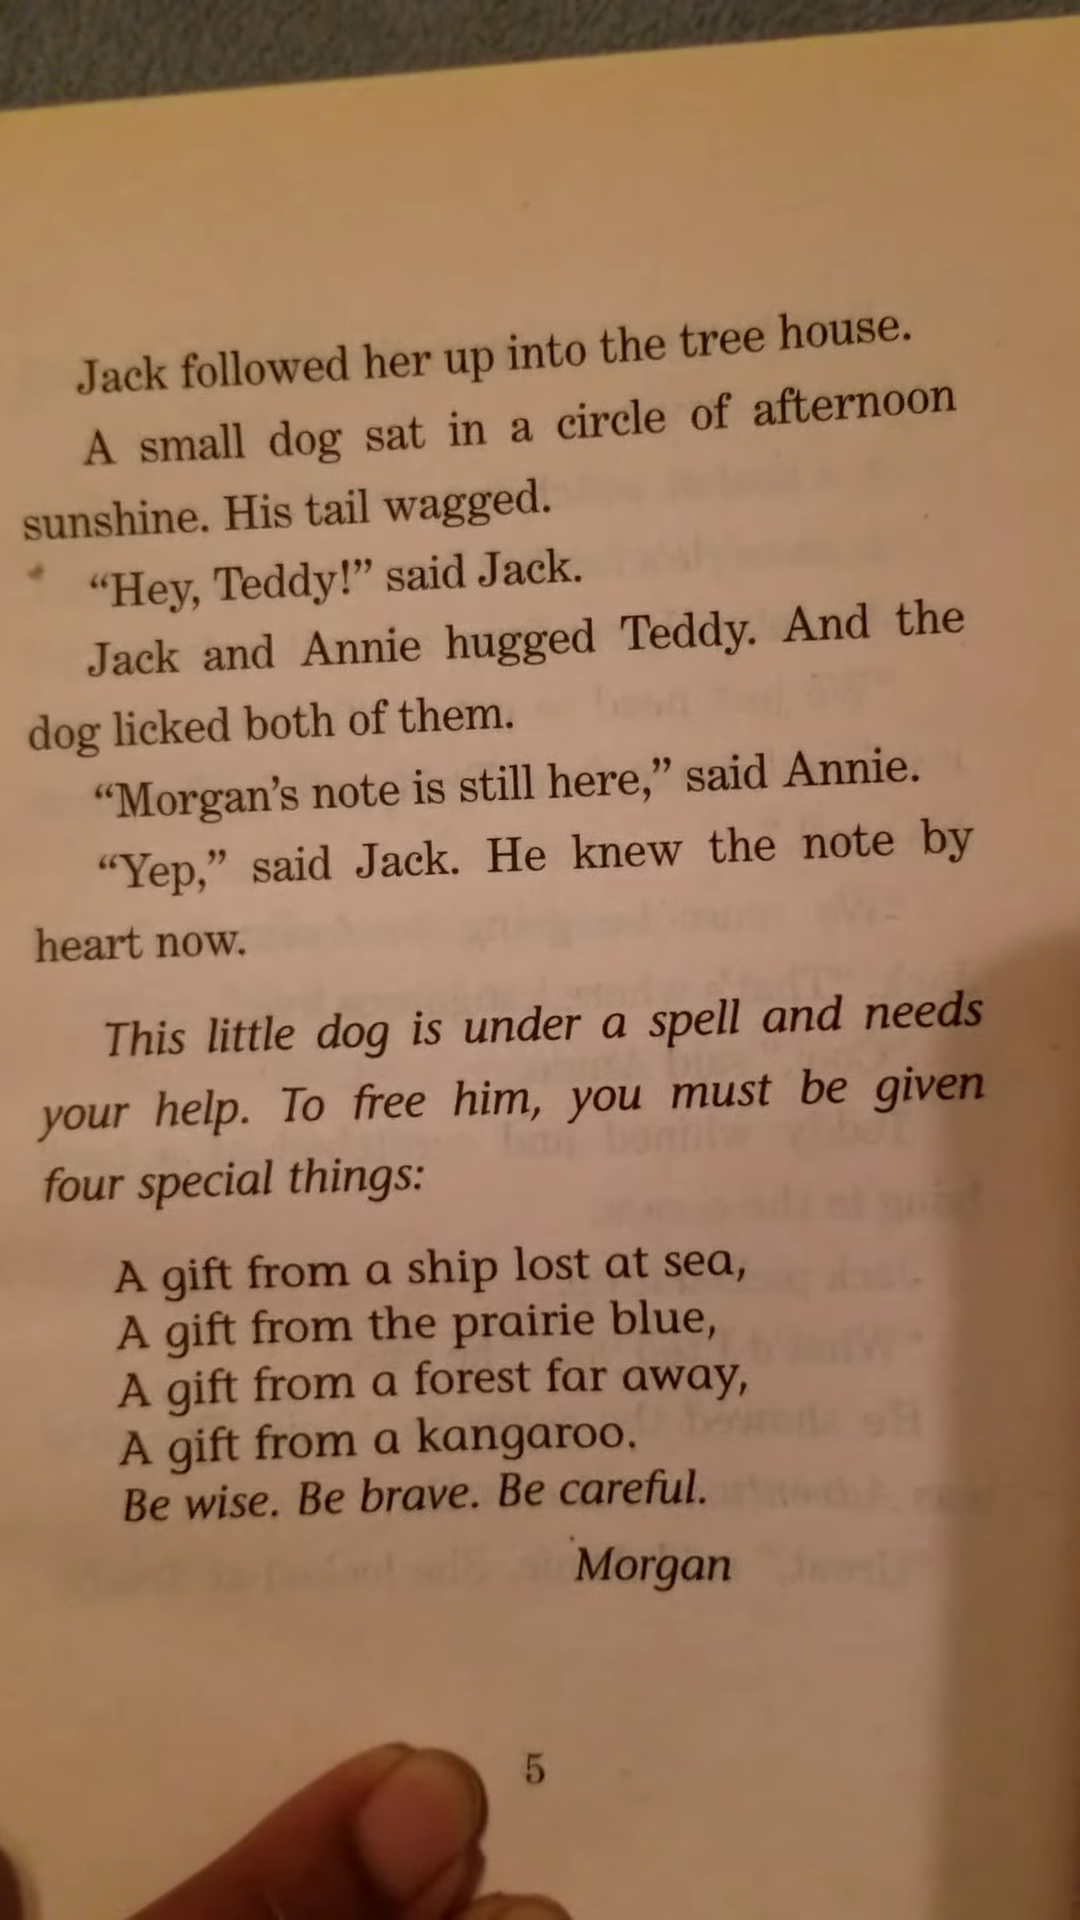 Jack followed her up into the tree house.
A small dog sat in a circle of afternoon
sunshine. His tail wagged.
“Hey, Teddy!” said Jack.
Jack and Annie hugged Teddy. And the
dog licked both of them.
“Morgan’s note is still here,” said Annie.
“Yep,” said Jack. He knew the note by
heart now.
This little dog is under a spell and needs
your help. To free him, you must be given
four special things:
A gift from a ship lost at sea,
A gift from the prairie blue,
A gift from a forest far away,
A gift from a kangaroo.
Be wise. Be brave. Be careful.
Morgan
5